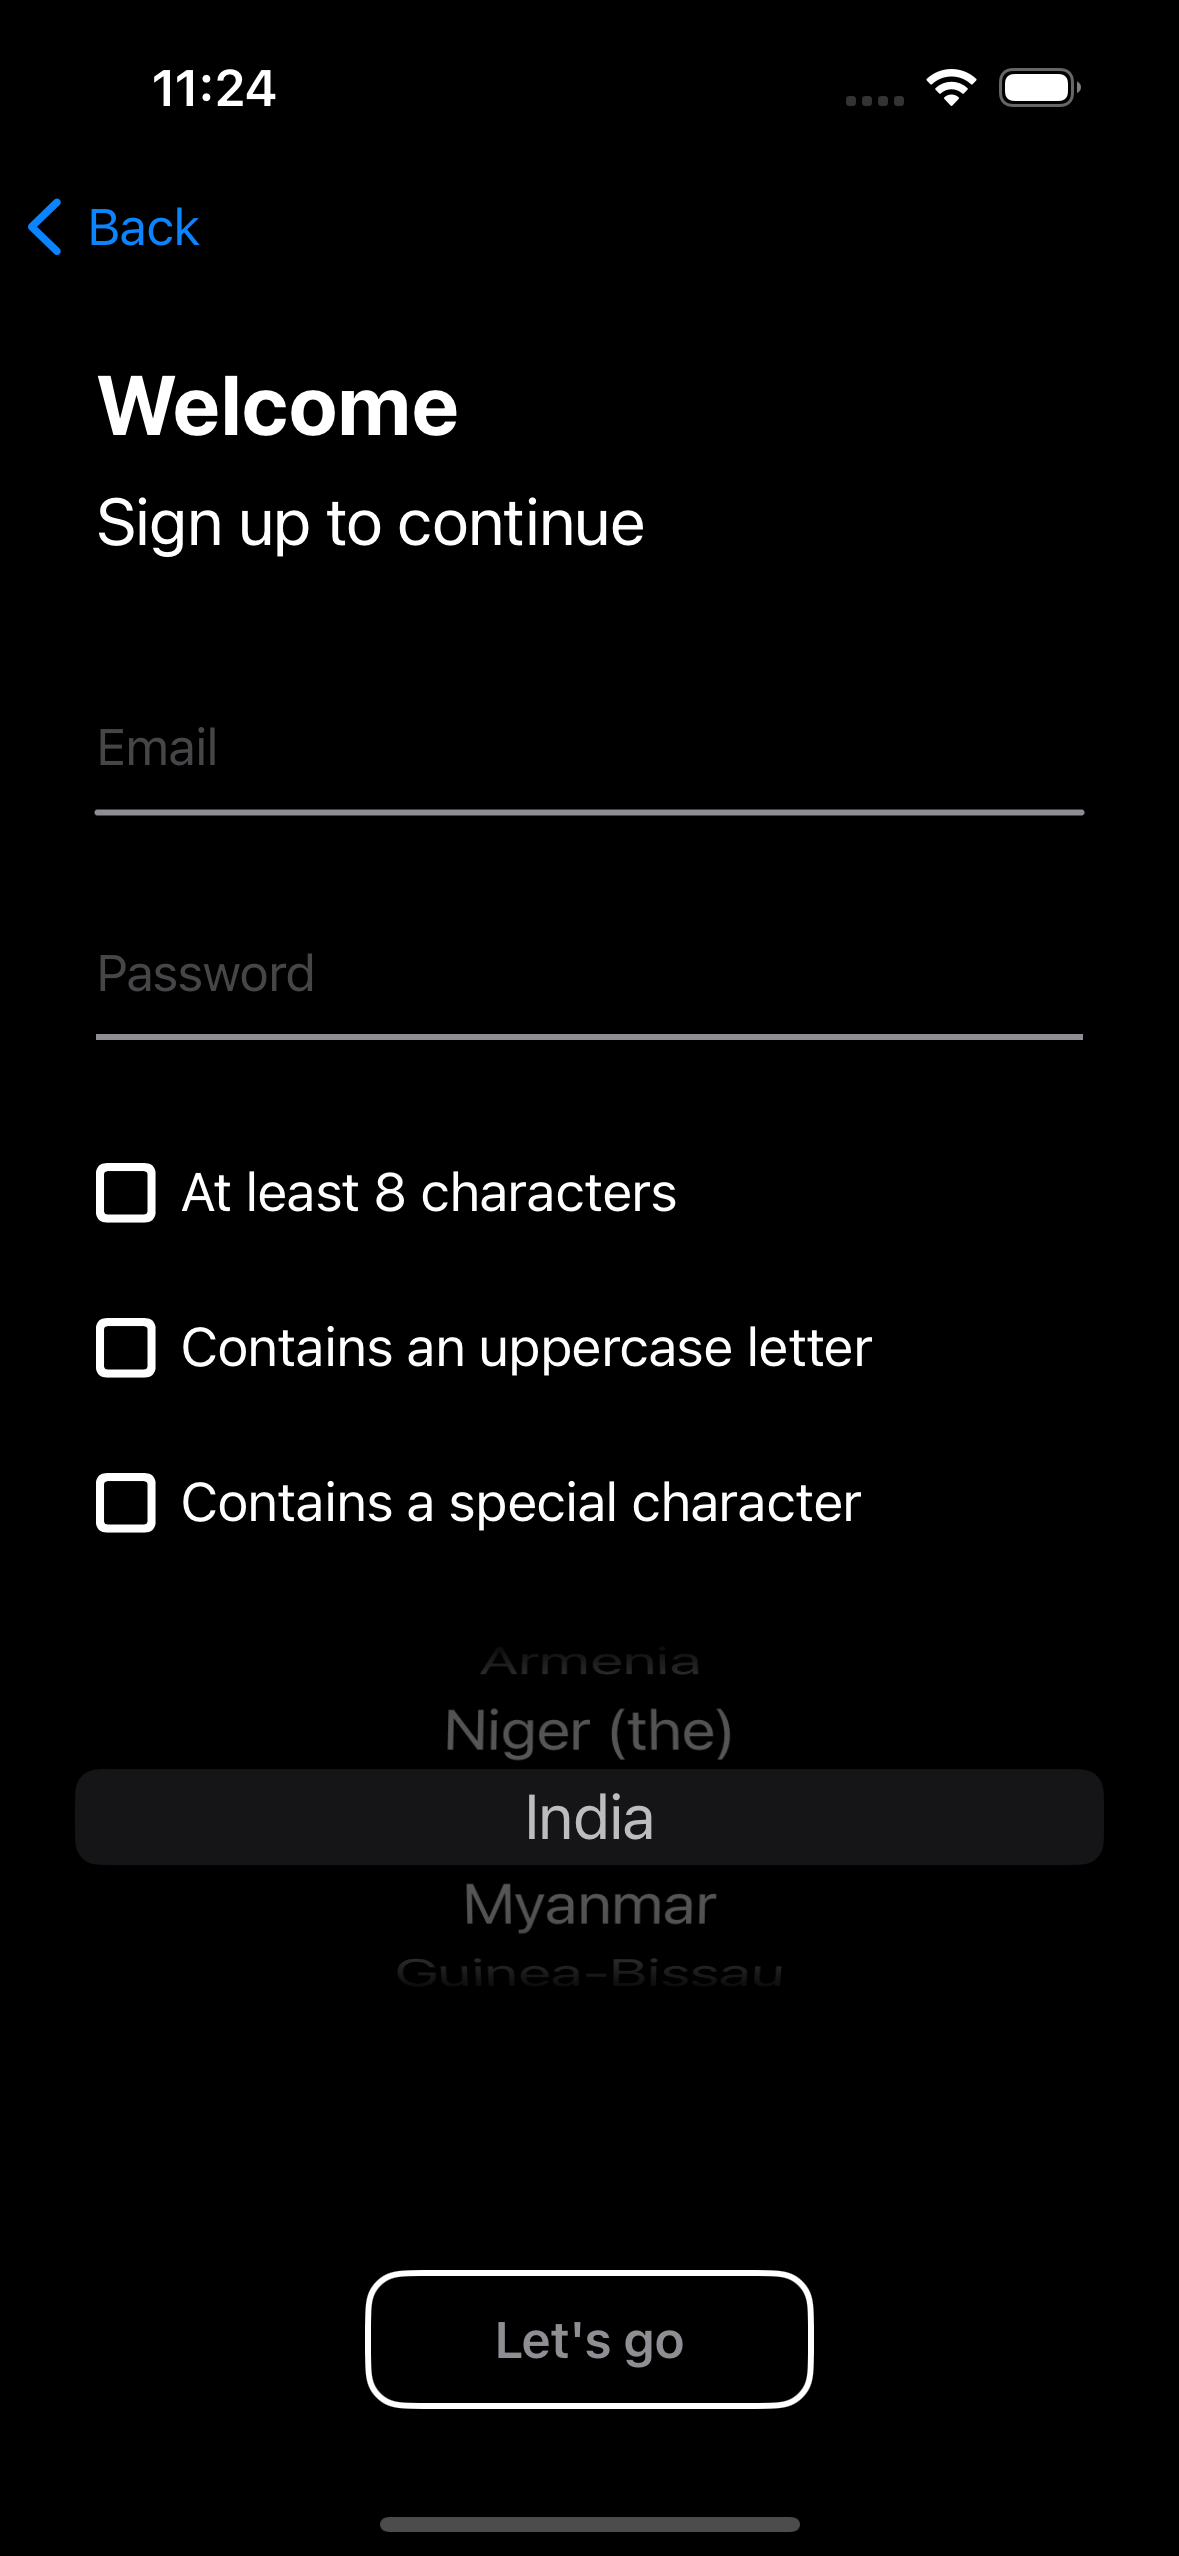 11:24
Back
Welcome
Sign up to continue
Email
Password
At least 8 characters
Contains an uppercase letter
Contains a special character
Armenia
Niger (the)
India
Myanmar
Guinea-Bissau
Let's go